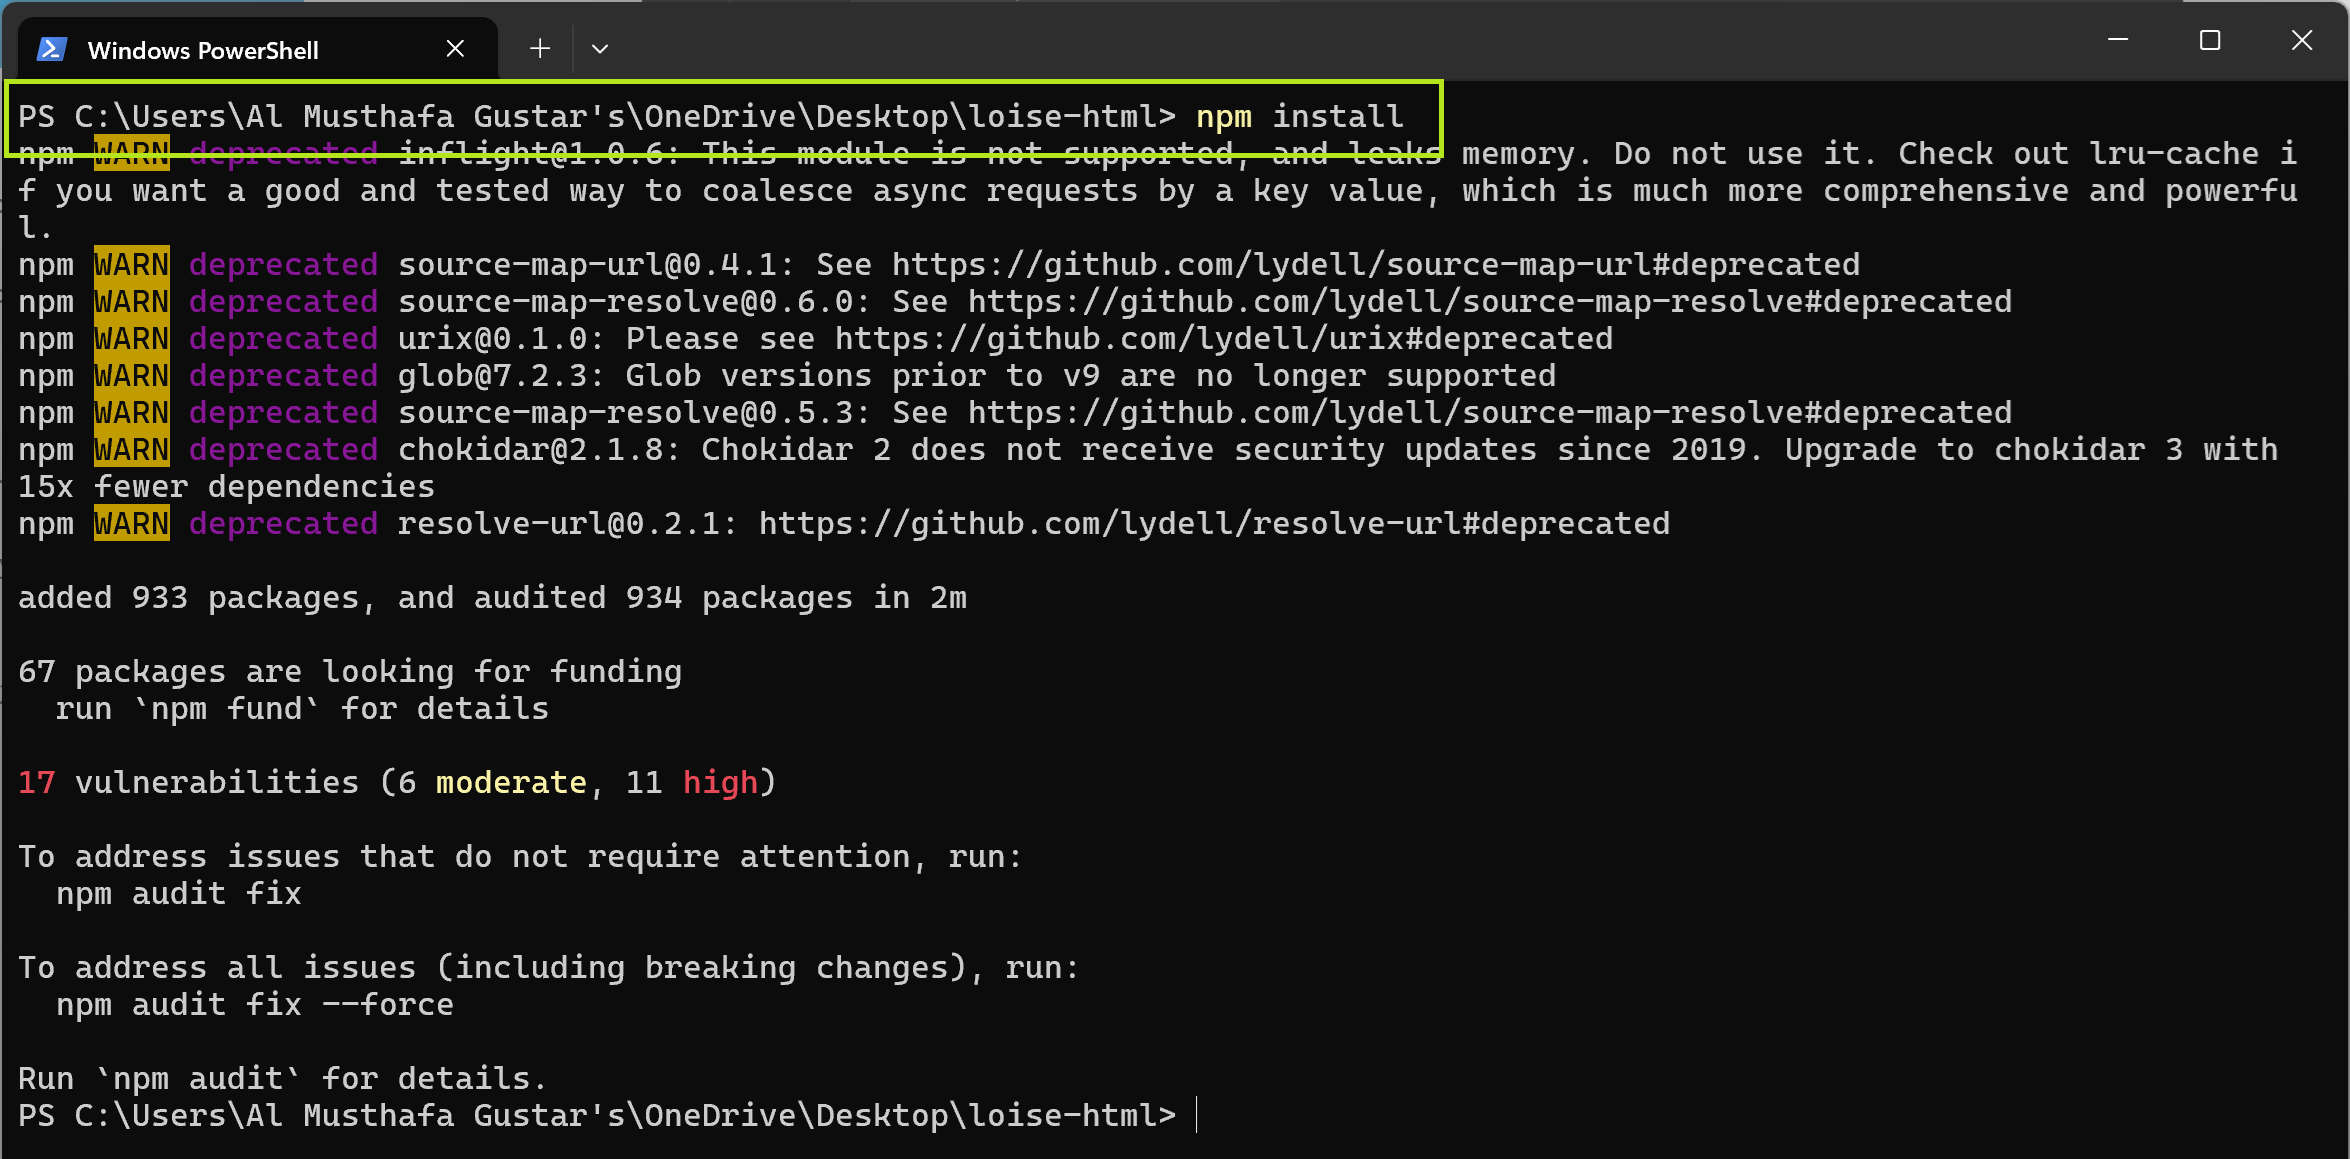 Windows PowerShell
PS C:\Users\Al Musthafa Gustar's\OneDrive\Desktop\loise-html> npm install
npm WARN deprecated inflight@1.0.6: This module is not supported, and leaks memory. Do not use it. Check out lru-cache i
f you want a good and tested way to coalesce async requests by a key value, which is much more comprehensive and powerfu
l.
npm WARN deprecated source-map-url@0.4.1: See https://github.com/lydell/source-map-url#deprecated
npm WARN deprecated source-map-resolve@0.6.0: See https://github.com/lydell/source-map-resolve#deprecated
npm WARN deprecated urix@0.1.0: Please see https://github.com/lydell/urix#deprecated
npm WARN deprecated glob@7.2.3: Glob versions prior to v9 are no longer supported
npm WARN deprecated source-map-resolve@0.5.3: See https://github.com/lydell/source-map-resolve#deprecated
npm WARN deprecated chokidar@2.1.8: Chokidar 2 does not receive security updates since 2019. Upgrade to chokidar 3 with
15x fewer dependencies
npm WARN deprecated resolve-url@0.2.1: https://github.com/lydell/resolve-url#deprecated
added 933 packages, and audited 934 packages in 2m
67 packages are looking for funding
  run `npm fund` for details
17 vulnerabilities (6 moderate, 11 high)
To address issues that do not require attention, run:
  npm audit fix
To address all issues (including breaking changes), run:
  npm audit fix --force
Run `npm audit` for details.
PS C:\Users\Al Musthafa Gustar's\OneDrive\Desktop\loise-html>